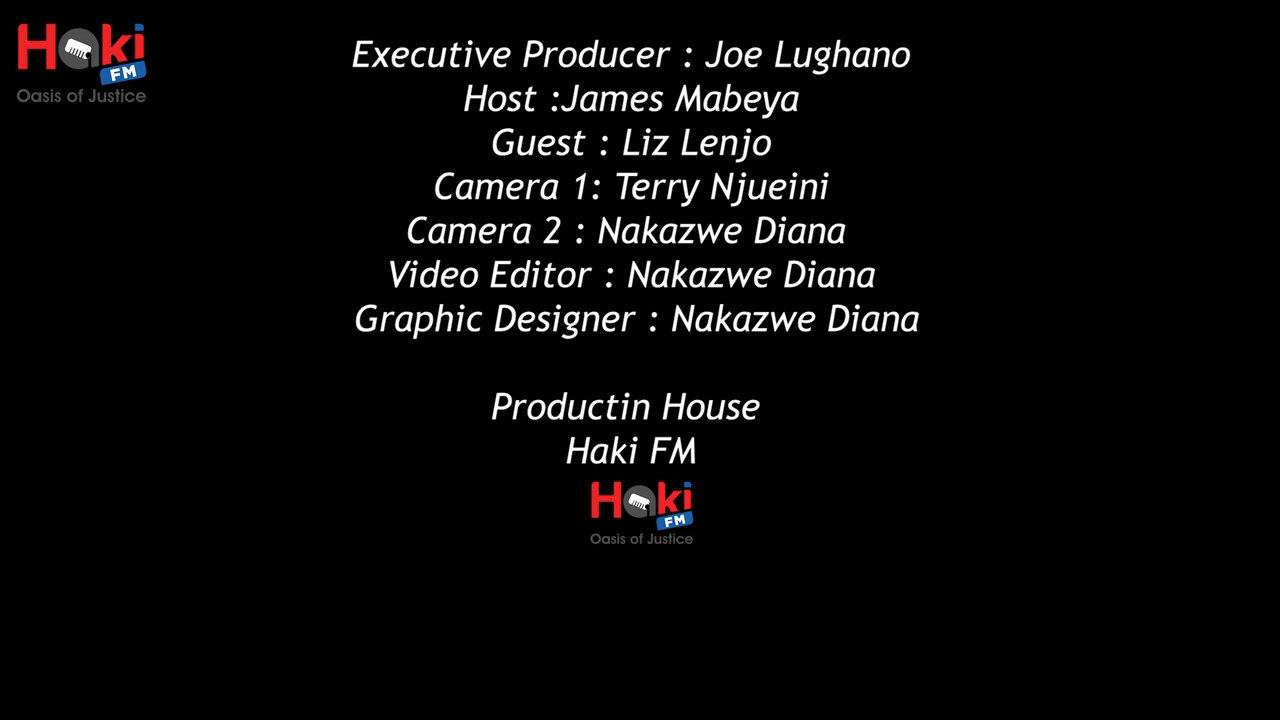 Haki
FM
Oasis of Justice
Executive Producer : Joe Lughano
Host :James Mabeya
Guest : Liz Lenjo
Camera 1: Terry Njueini
Camera 2 : Nakazwe Diana
Video Editor : Nakazwe Diana
Graphic Designer : Nakazwe Diana
Productin House
Haki FM
Haki
FM
Oasis of Justice